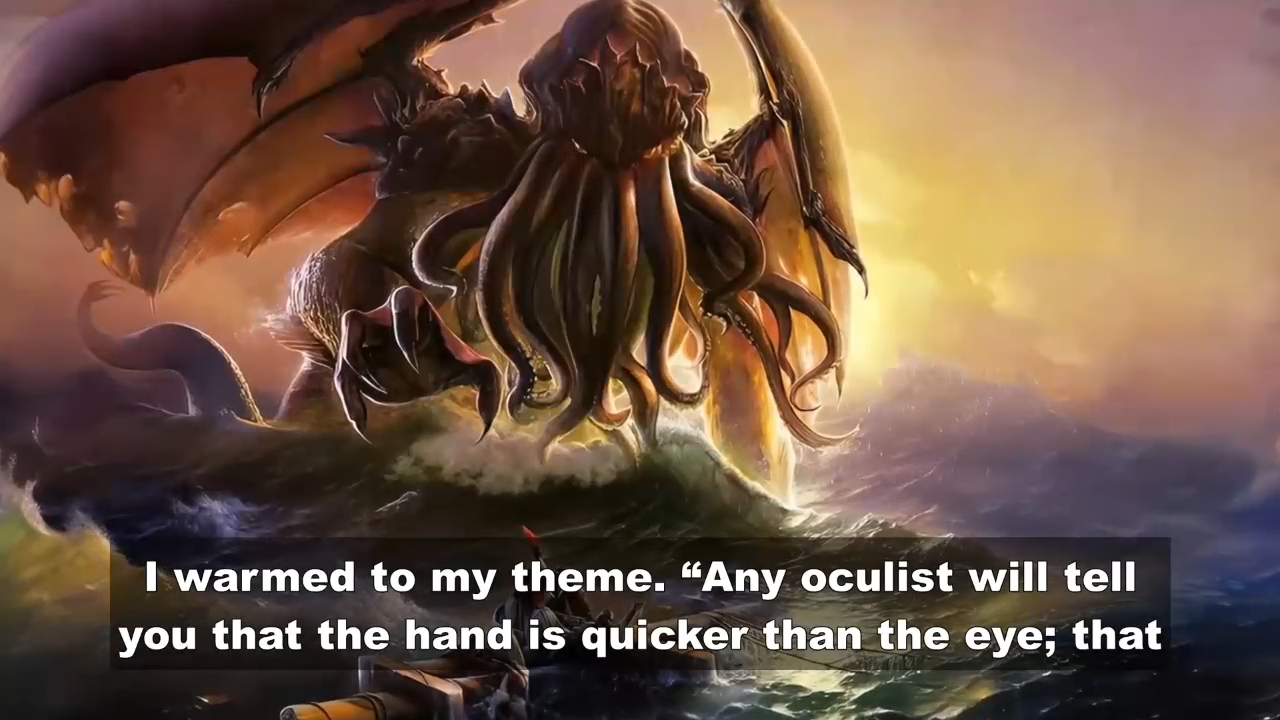 I warmed to my theme. “Any oculist will tell
you that the hand is quicker than the eye; that